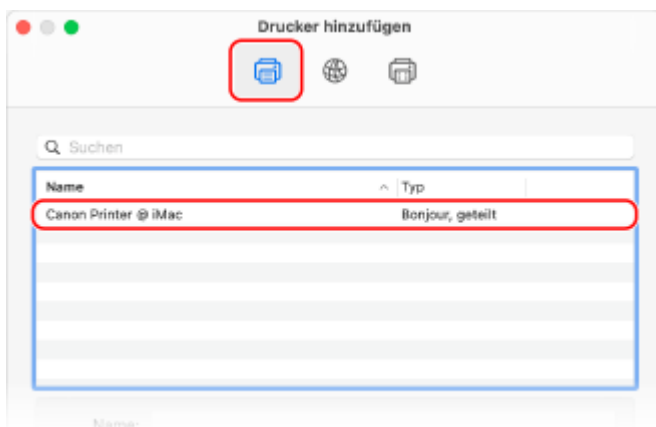 Drucker hinzufügen
Suchen
Name Typ
Canon Printer @ iMac Bonjour, geteilt
Name: